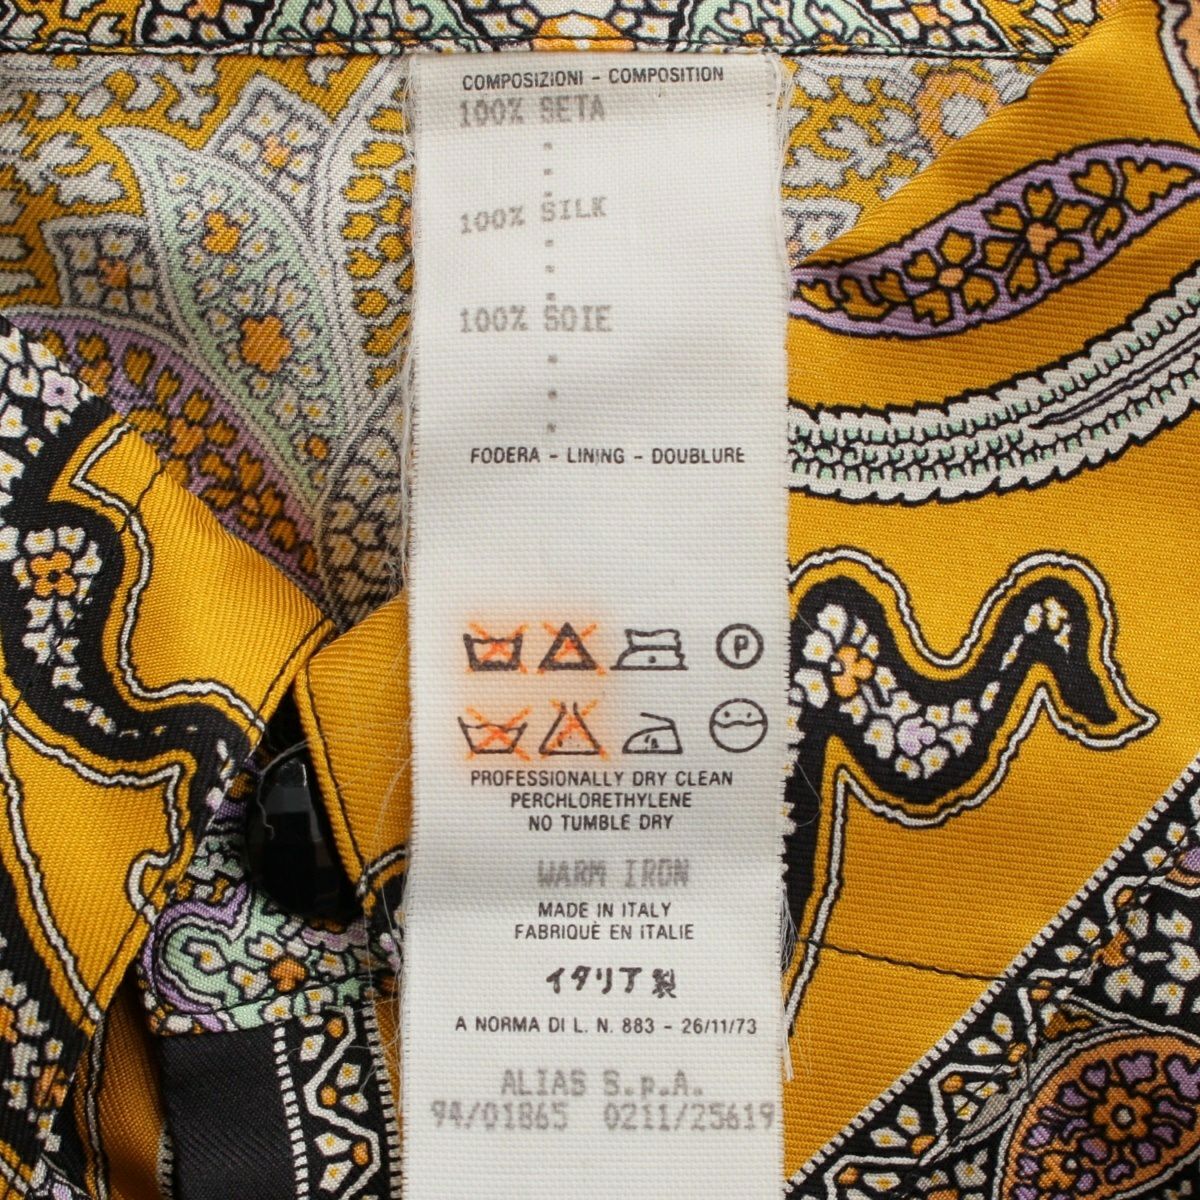 COMPOSIZIONI - COMPOSITION
100% SETA
100% SILK
100% SOIE
FODERA - LINING - DOUBLURE
P
PROFESSIONALLY DRY CLEAN
PERCHLORETHYLENE
NO TUMBLE DRY
WARM IRON
MADE IN ITALY
FABRIQUÈ EN ITALIE
イタリア製
A NORMA DI L. N. 883 - 26/11/73
ALIAS S.p.A.
94/01865 0211/25619